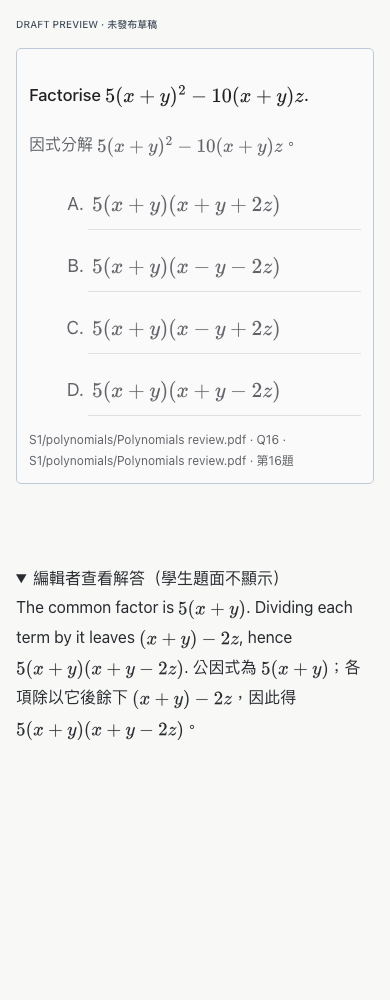 DRAFT PREVIEW · 未發布草稿
Factorise 5(x + y)² − 10(x + y)z.
因式分解 5(x + y)² − 10(x + y)z。
A. 5(x + y)(x + y + 2z)
B. 5(x + y)(x − y − 2z)
C. 5(x + y)(x − y + 2z)
D. 5(x + y)(x + y − 2z)
S1/polynomials/Polynomials review.pdf · Q16 ·
S1/polynomials/Polynomials review.pdf · 第16題
▼ 編輯者查看解答（學生題面不顯示）
The common factor is 5(x + y). Dividing each
term by it leaves (x + y) − 2z, hence
5(x + y)(x + y − 2z). 公因式為 5(x + y)；各
項除以它後餘下 (x + y) − 2z，因此得
5(x + y)(x + y − 2z)。